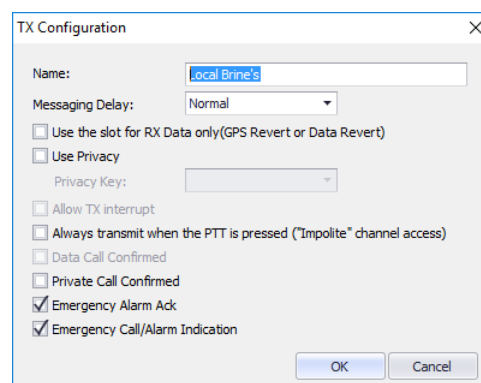 TX Configuration
Name: Local Brine's
Messaging Delay: Normal
Use the slot for RX Data only(GPS Revert or Data Revert)
Use Privacy
Privacy Key:
Allow TX interrupt
Always transmit when the PTT is pressed ("Impolite" channel access)
Data Call Confirmed
Private Call Confirmed
Emergency Alarm Ack
Emergency Call/Alarm Indication
OK Cancel